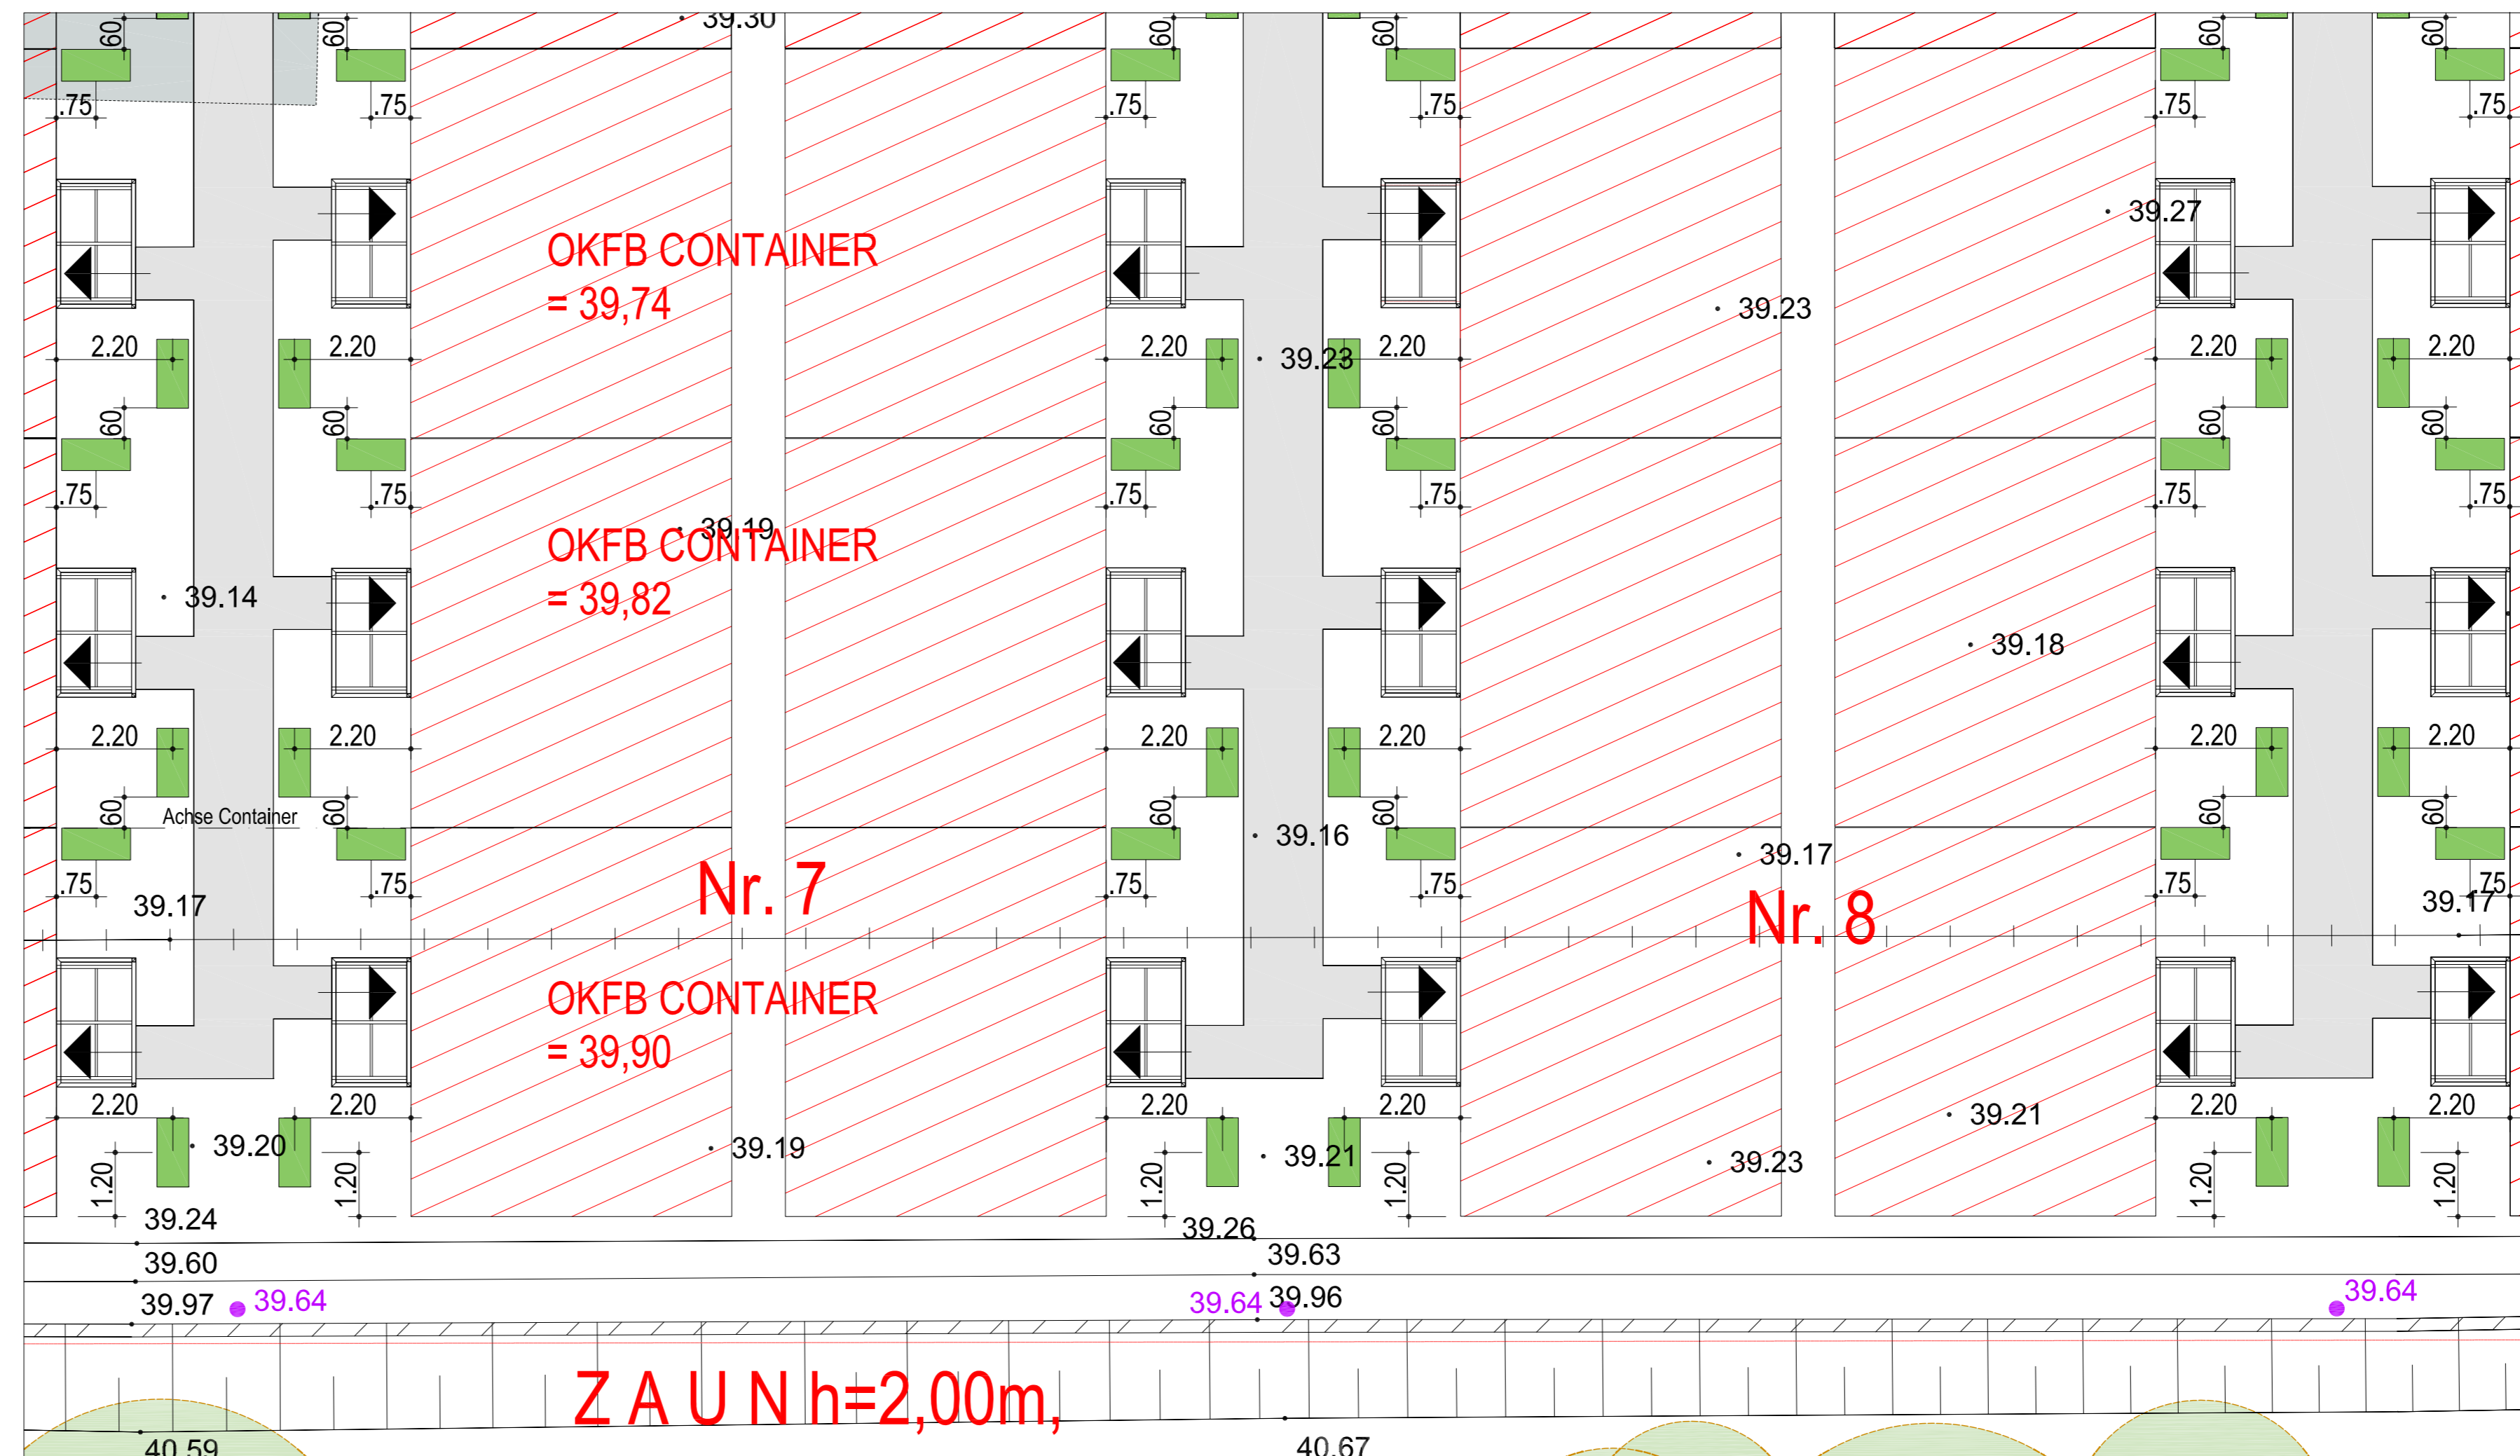 39.30
60 60 60 60 60 60
.75 .75 .75 .75 .75 .75
39.27
OKFB CONTAINER
= 39,74
39.23
2.20 2.20 2.20 39.23 2.20 2.20 2.20
60 60 60 60 60 60
.75 .75 .75 .75 .75 .75
39.19
OKFB CONTAINER
= 39,82
39.14
39.18
2.20 2.20 2.20 2.20 2.20 2.20
60 Achse Container 60 60 60 60 60
39.16
39.17
.75 .75 .75 .75 .75 .75
Nr. 7
Nr. 8
39.17
39.17
OKFB CONTAINER
= 39,90
2.20 2.20 2.20 2.20 2.20 2.20
39.20 39.19 39.21 39.23 39.21
1.20 1.20 1.20 1.20 1.20 1.20
39.24 39.26
39.60 39.63
39.97 39.64 39.64 39.96 39.64
Z A U N h=2,00m,
40.59 40.67